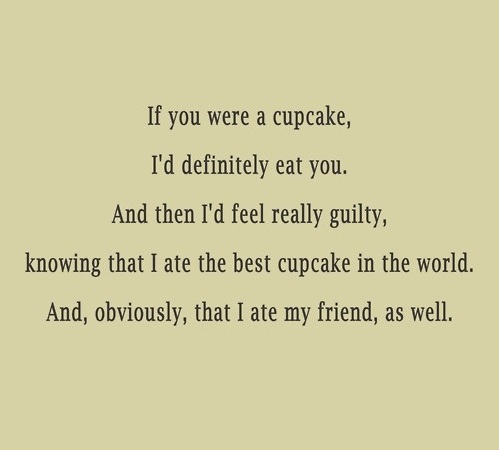 If you were a cupcake,
I'd definitely eat you.
And then I'd feel really guilty,
knowing that I ate the best cupcake in the world.
And, obviously, that I ate my friend, as well.